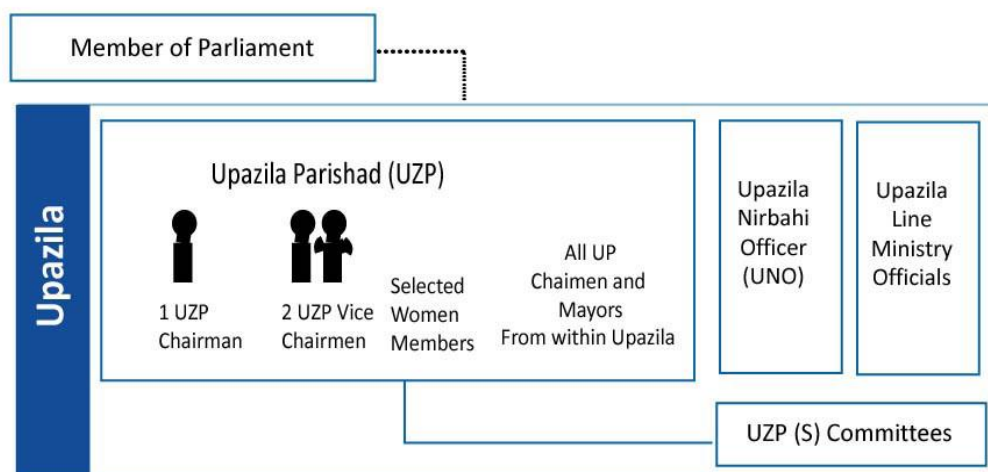 Member of Parliament
Upazila
Upazila Parishad (UZP)
1 UZP
Chairman
2 UZP Vice
Chairmen
Selected
Women
Members
All UP
Chaimen and
Mayors
From within Upazila
Upazila
Nirbahi
Officer
(UNO)
Upazila
Line
Ministry
Officials
UZP (S) Committees